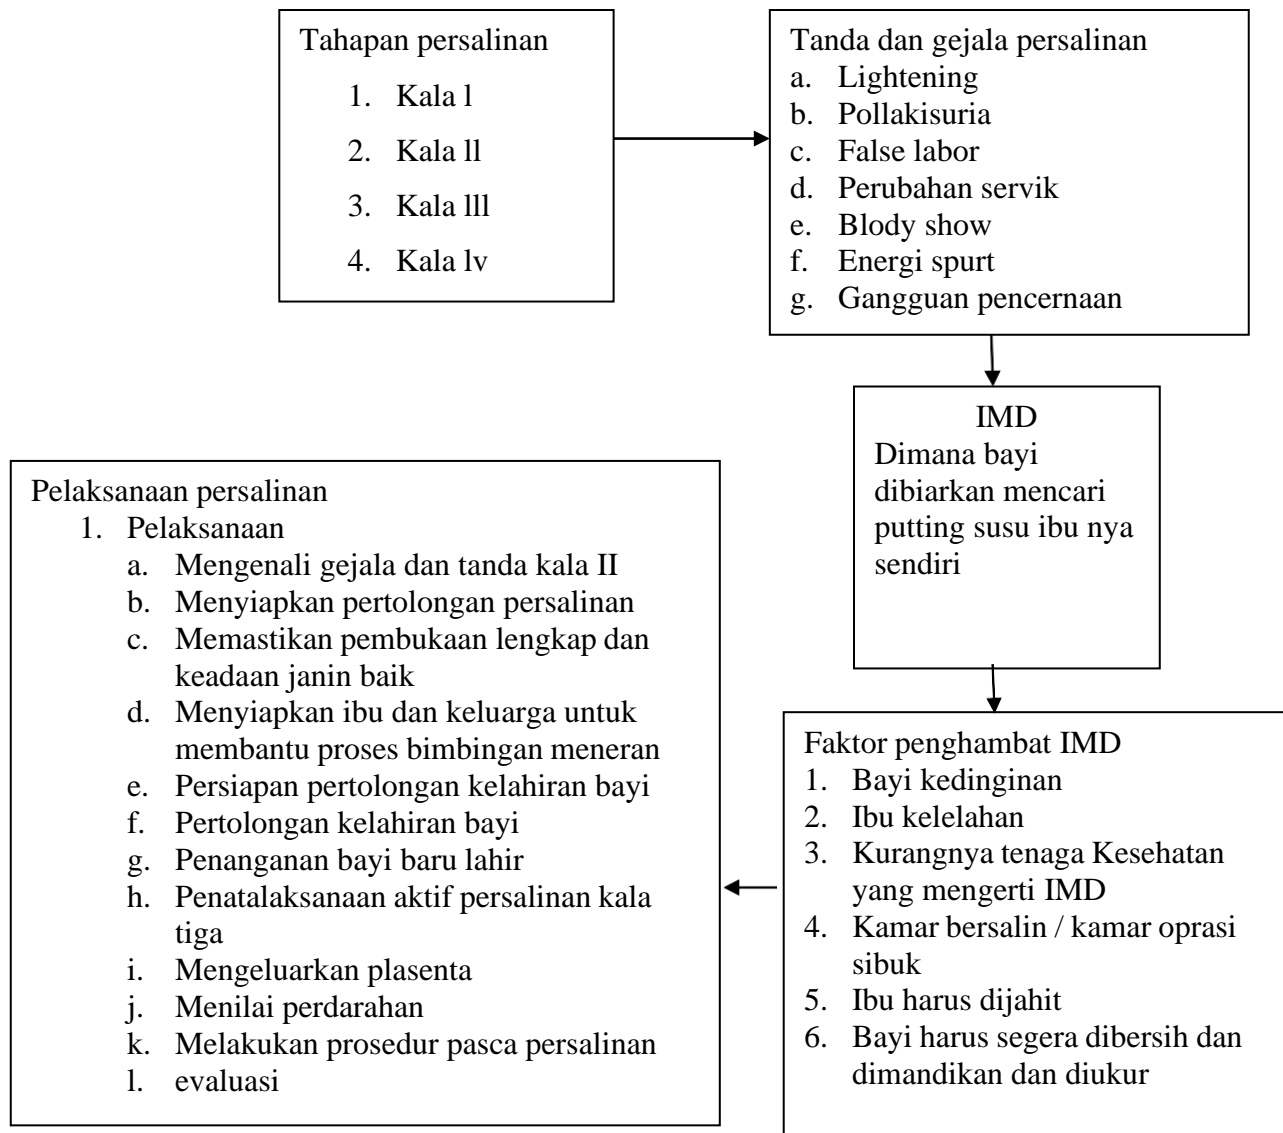 Tahapan persalinan
1. Kala l
2. Kala ll
3. Kala lll
4. Kala lv
Tanda dan gejala persalinan
a. Lightening
b. Pollakisuria
c. False labor
d. Perubahan servik
e. Blody show
f. Energi spurt
g. Gangguan pencernaan
IMD
Dimana bayi
dibiarkan mencari
putting susu ibu nya
sendiri
Faktor penghambat IMD
1. Bayi kedinginan
2. Ibu kelelahan
3. Kurangnya tenaga Kesehatan
yang mengerti IMD
4. Kamar bersalin / kamar oprasi
sibuk
5. Ibu harus dijahit
6. Bayi harus segera dibersih dan
dimandikan dan diukur
Pelaksanaan persalinan
1. Pelaksanaan
a. Mengenali gejala dan tanda kala II
b. Menyiapkan pertolongan persalinan
c. Memastikan pembukaan lengkap dan
keadaan janin baik
d. Menyiapkan ibu dan keluarga untuk
membantu proses bimbingan meneran
e. Persiapan pertolongan kelahiran bayi
f. Pertolongan kelahiran bayi
g. Penanganan bayi baru lahir
h. Penatalaksanaan aktif persalinan kala
tiga
i. Mengeluarkan plasenta
j. Menilai perdarahan
k. Melakukan prosedur pasca persalinan
l. evaluasi